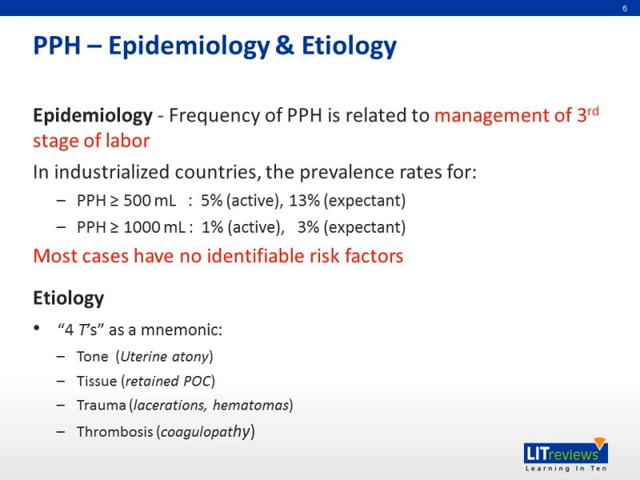 6
PPH – Epidemiology & Etiology
Epidemiology - Frequency of PPH is related to management of 3rd
stage of labor
In industrialized countries, the prevalence rates for:
– PPH ≥ 500 mL : 5% (active), 13% (expectant)
– PPH ≥ 1000 mL : 1% (active), 3% (expectant)
Most cases have no identifiable risk factors
Etiology
• “4 T’s” as a mnemonic:
– Tone (Uterine atony)
– Tissue (retained POC)
– Trauma (lacerations, hematomas)
– Thrombosis (coagulopathy)
LITreviews
Learning In Ten